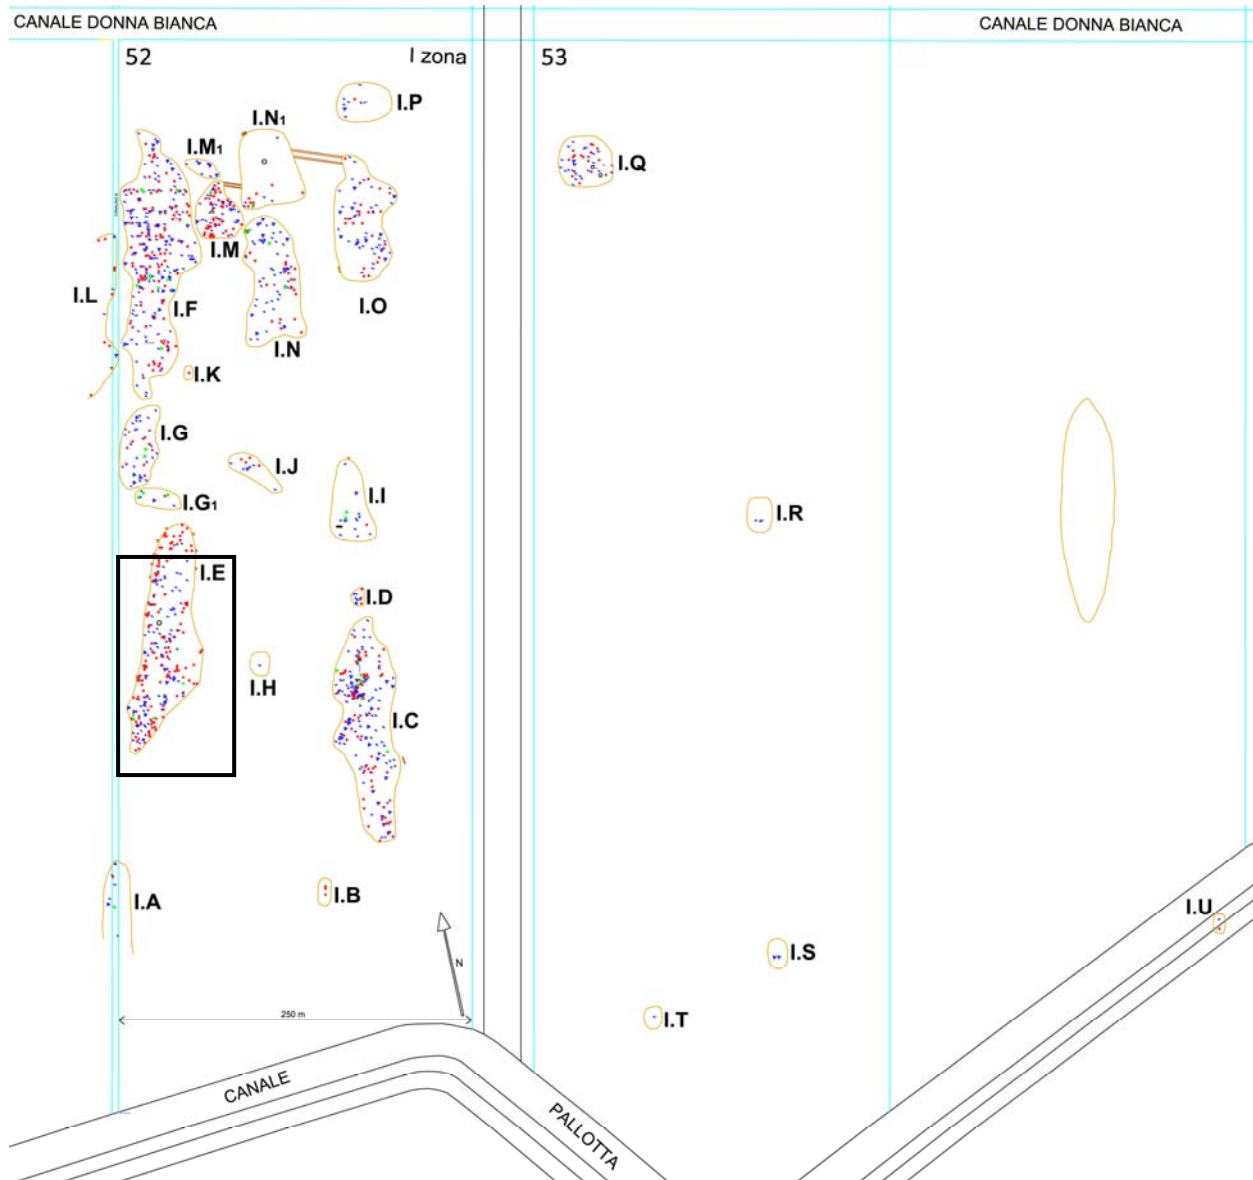 CANALE DONNA BIANCA
CANALE DONNA BIANCA
52
I zona
53
I.P
I.N1
I.M1
I.Q
I.M
I.L
I.F
I.O
I.N
I.K
I.G
I.J
I.I
I.G1
I.R
I.E
I.D
I.H
I.C
I.A
I.B
I.U
I.S
N
250 m
I.T
CANALE
PALLOTTA